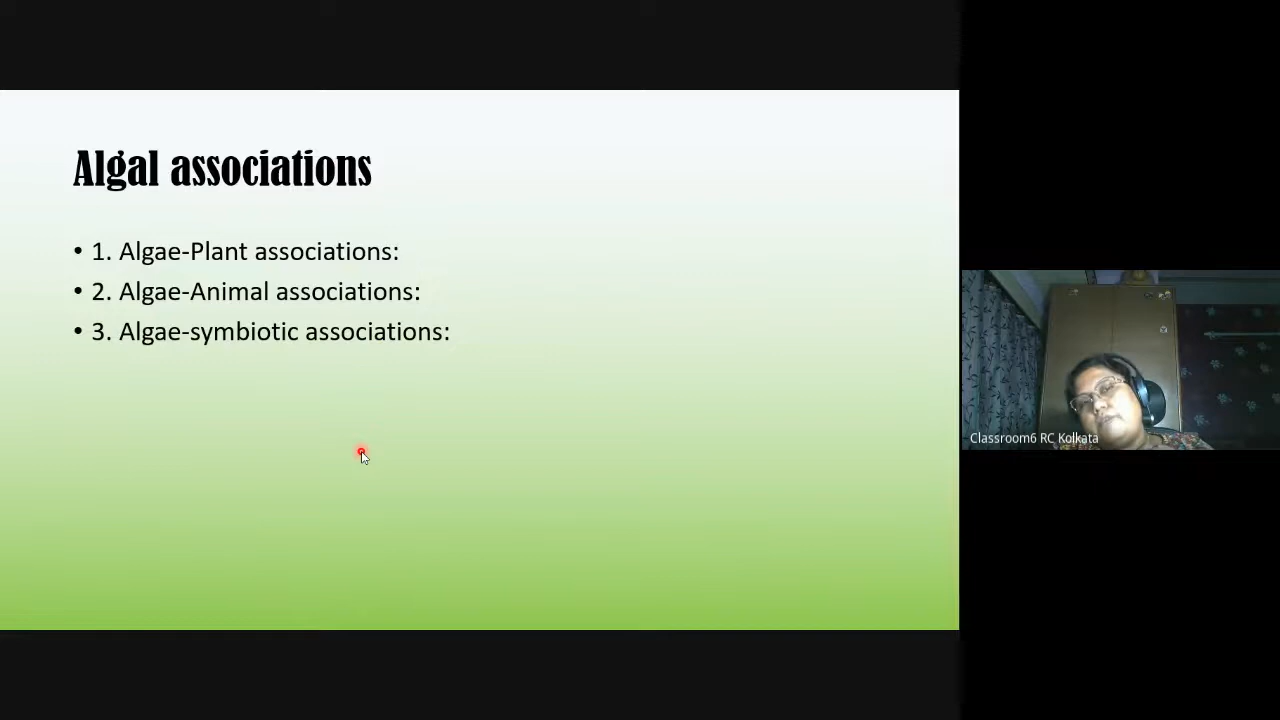 Algal associations
• 1. Algae-Plant associations:
• 2. Algae-Animal associations:
• 3. Algae-symbiotic associations:
Classroom6 RC Kolkata